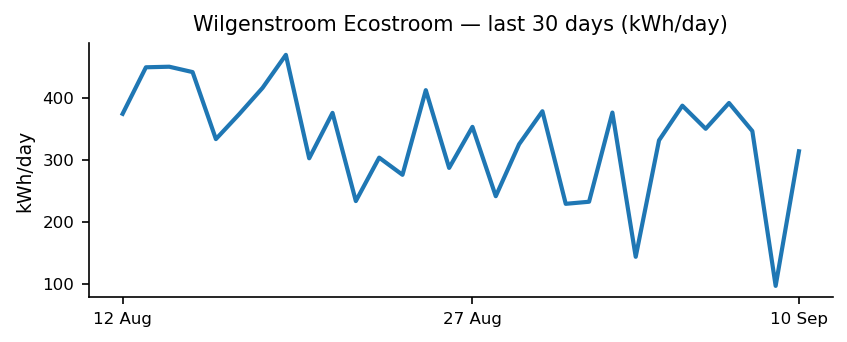 Wilgenstroom Ecostroom — last 30 days (kWh/day)
kWh/day
400
300
200
100
12 Aug
27 Aug
10 Sep